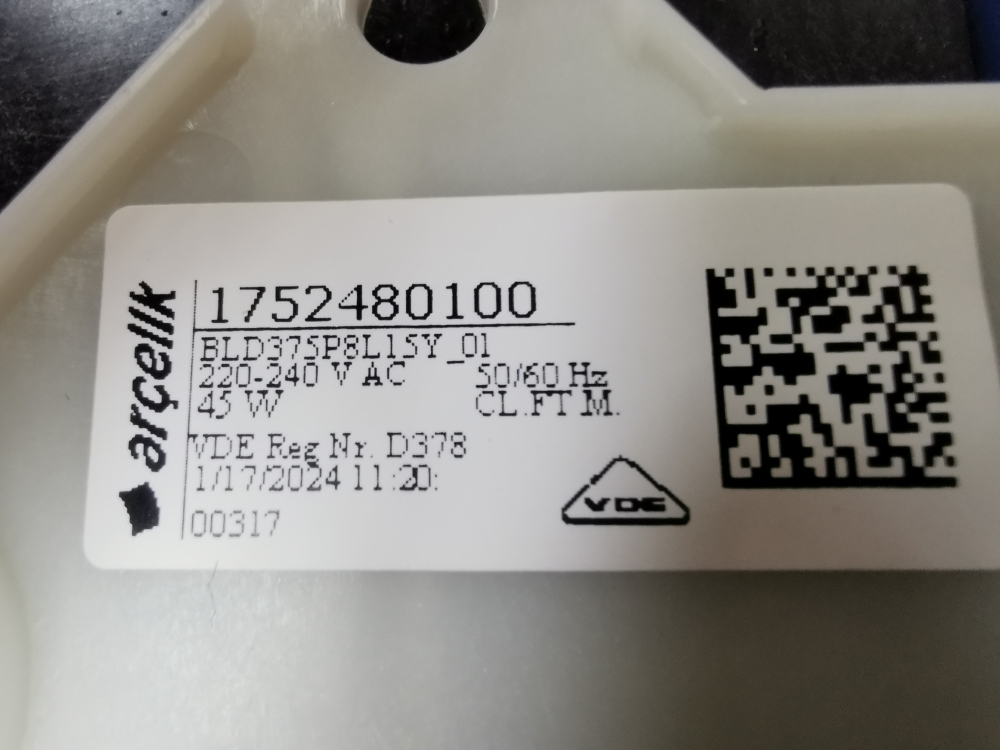 arçelik
1752480100
BLD375P8L15Y_01
220-240 V AC 50/60 Hz
45 W CL.FT.M.
VDE Reg Nr. D378
1/17/2024 11:20:
00317
VDE